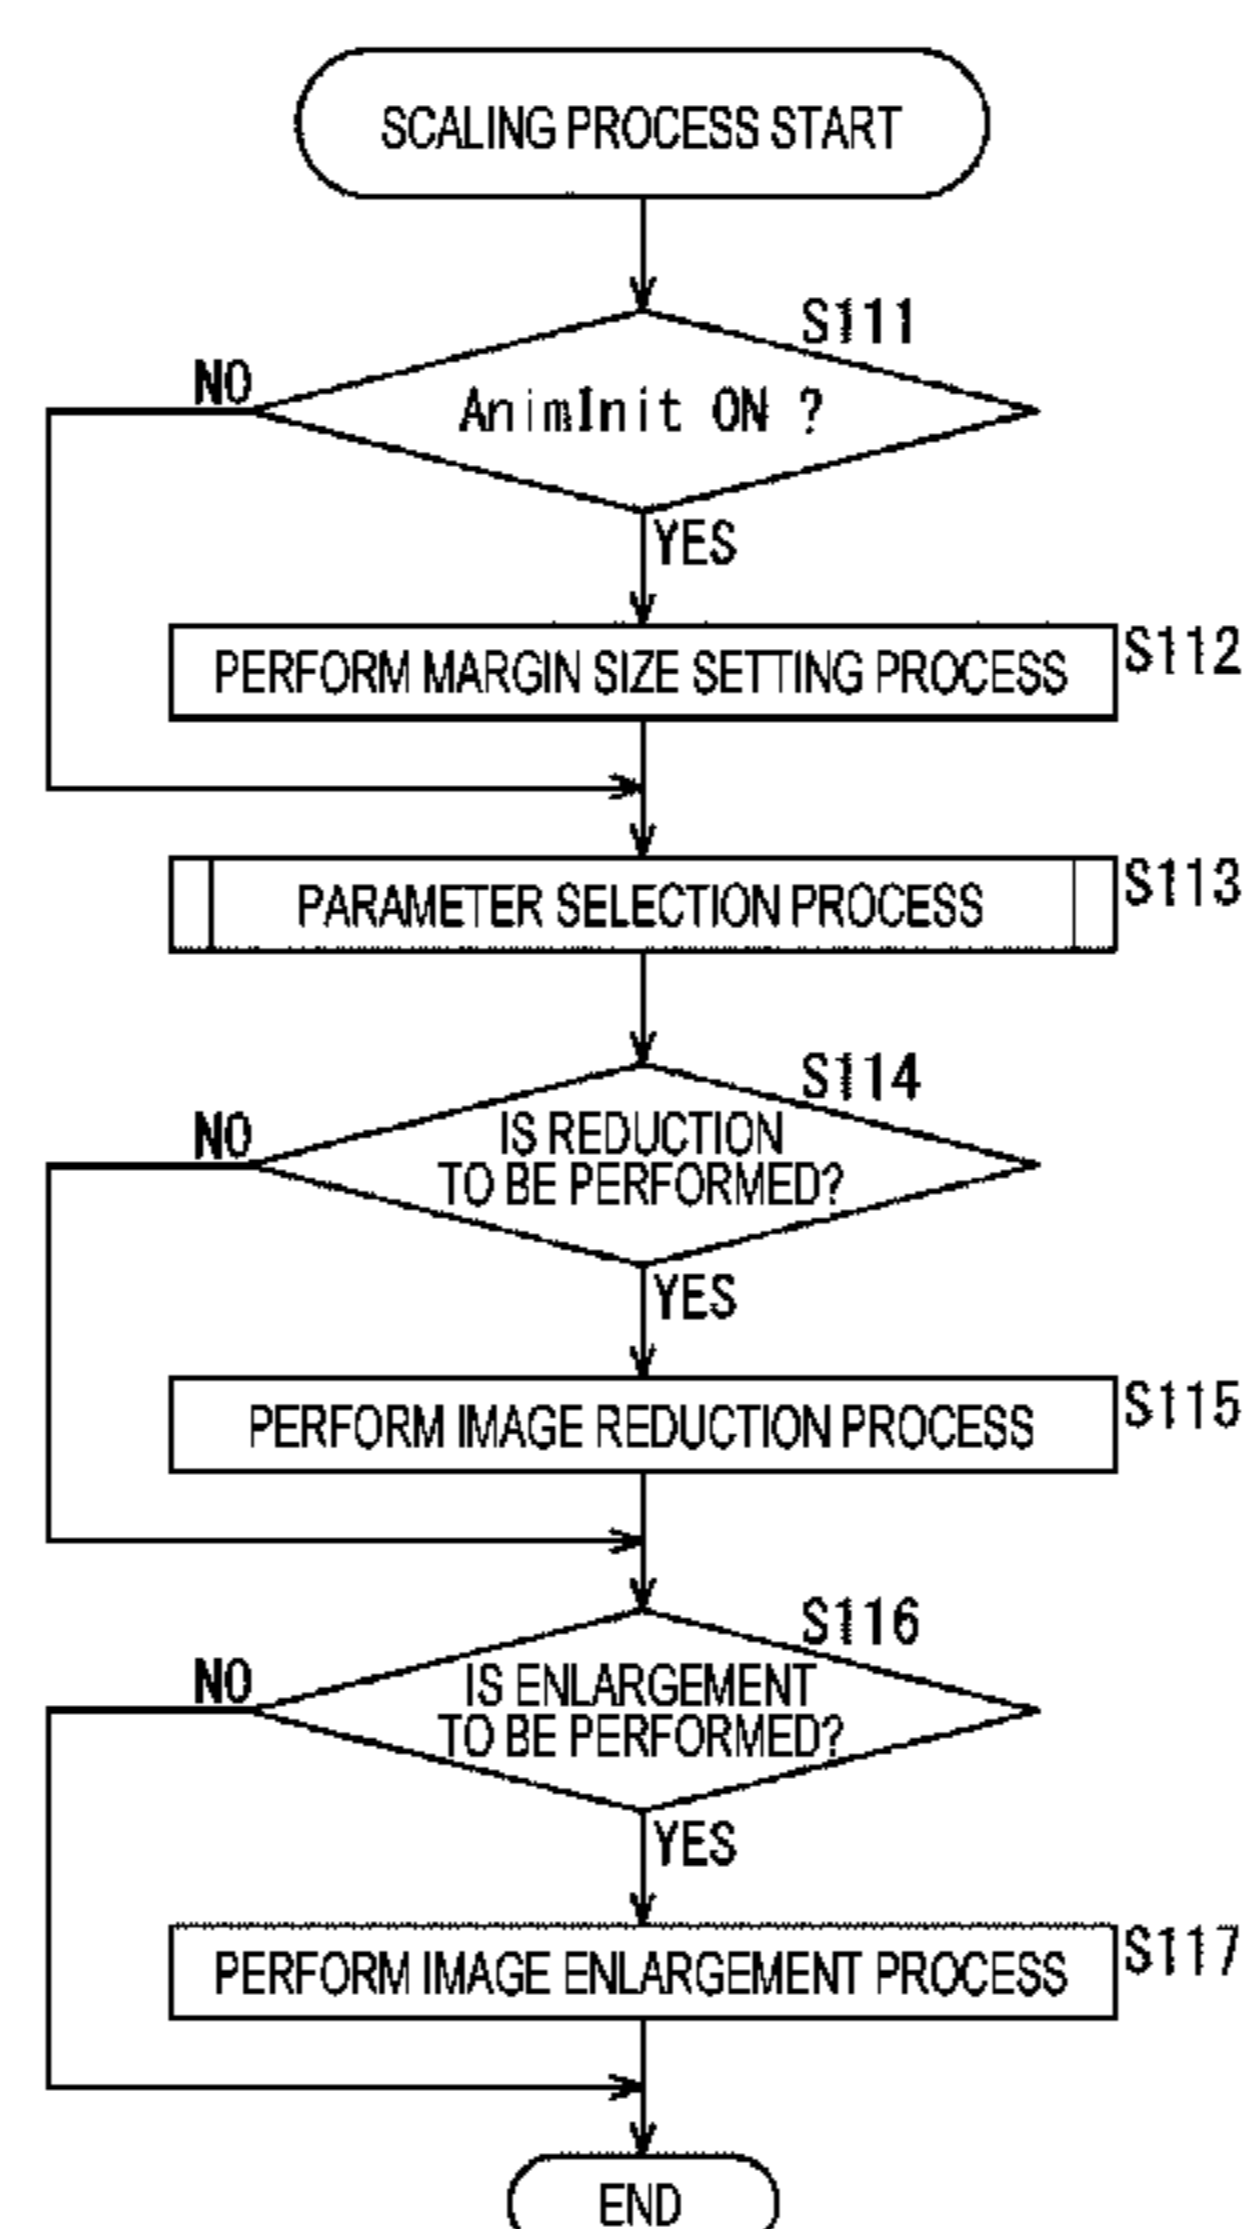 SCALING PROCESS START
S111
NO
AnimInit ON ?
YES
PERFORM MARGIN SIZE SETTING PROCESS
S112
PARAMETER SELECTION PROCESS
S113
S114
NO
IS REDUCTION
TO BE PERFORMED?
YES
PERFORM IMAGE REDUCTION PROCESS
S115
S116
NO
IS ENLARGEMENT
TO BE PERFORMED?
YES
PERFORM IMAGE ENLARGEMENT PROCESS
S117
END